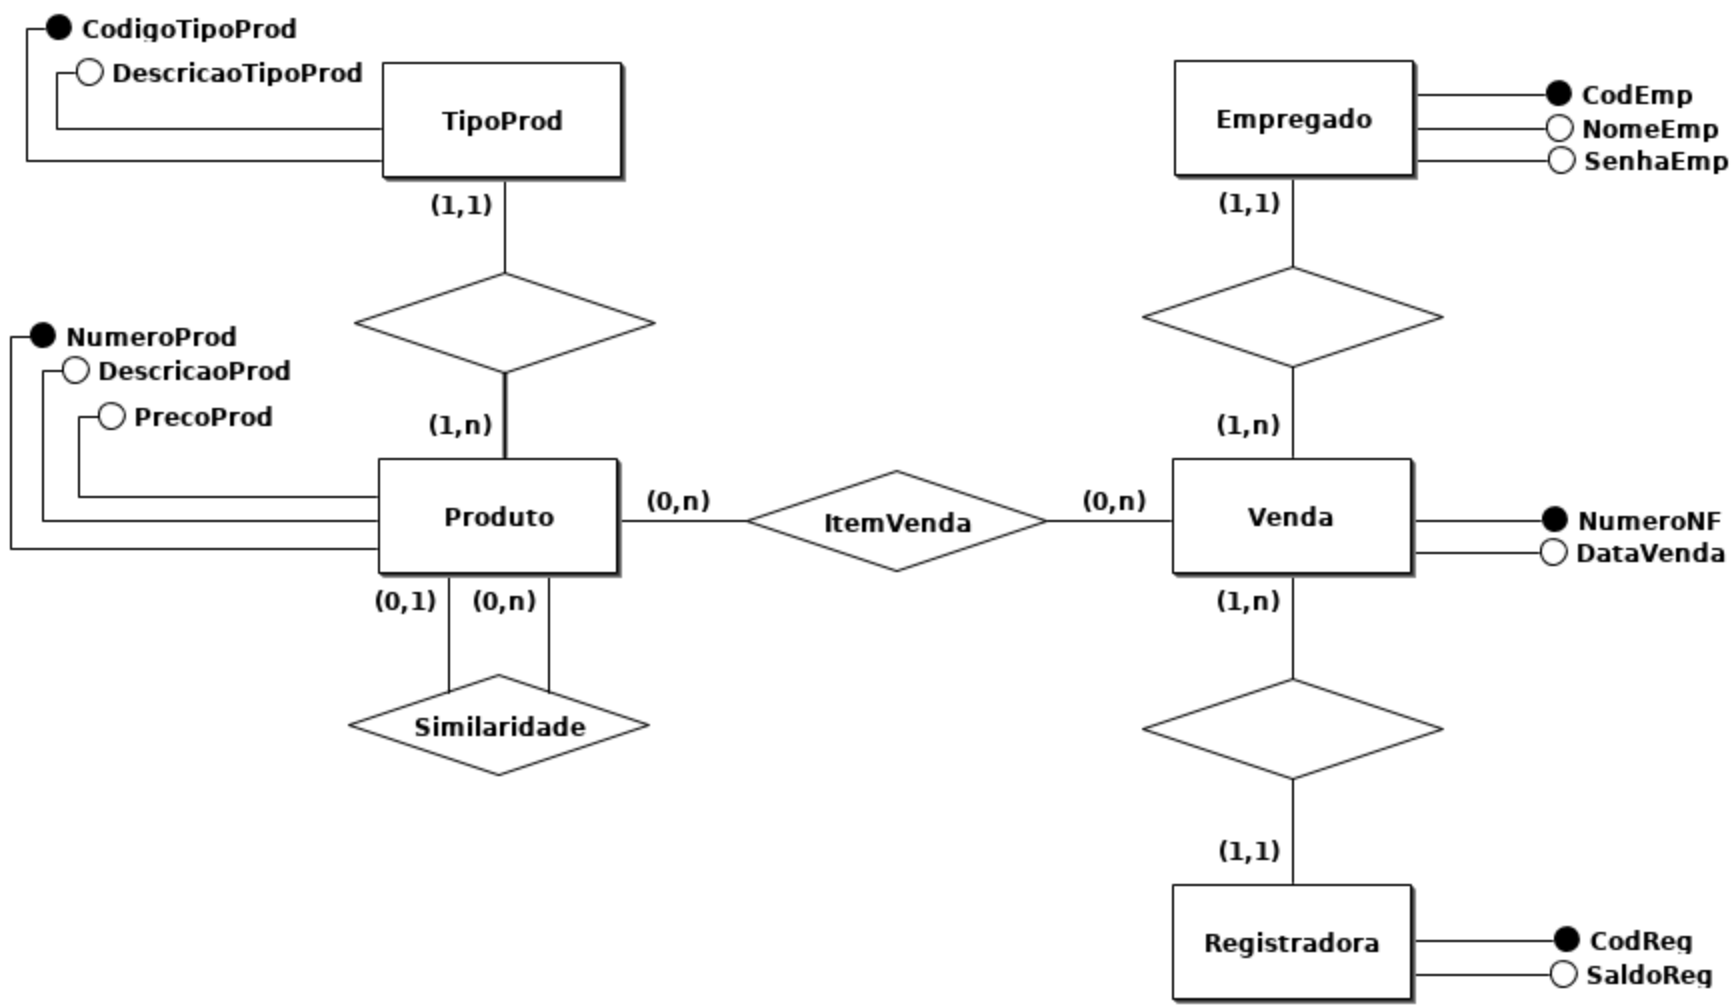 CodigoTipoProd
DescricaoTipoProd
TipoProd
(1,1)
NumeroProd
DescricaoProd
PrecoProd
(1,n)
Produto
(0,n)
ItemVenda
(0,n)
(0,1)
(0,n)
Similaridade
Empregado
CodEmp
NomeEmp
SenhaEmp
(1,1)
(1,n)
Venda
NumeroNF
DataVenda
(1,n)
(1,1)
Registradora
CodReg
SaldoReg